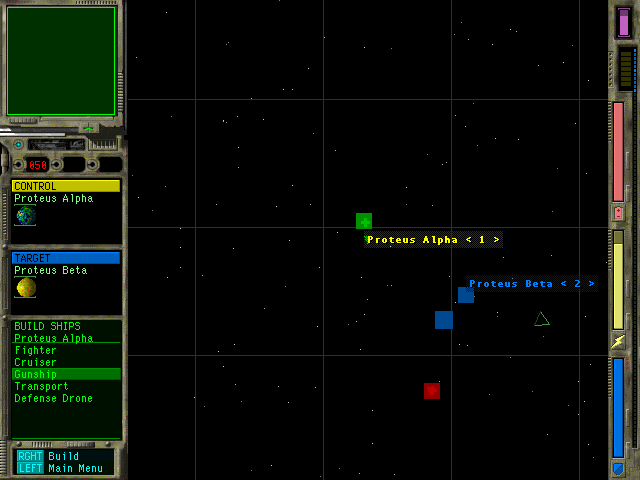 050
CONTROL
Proteus Alpha
TARGET
Proteus Beta
BUILD SHIPS
Proteus Alpha
Fighter
Cruiser
Gunship
Transport
Defense Drone
RGHT Build
LEFT Main Menu
Proteus Alpha < 1 >
Proteus Beta < 2 >